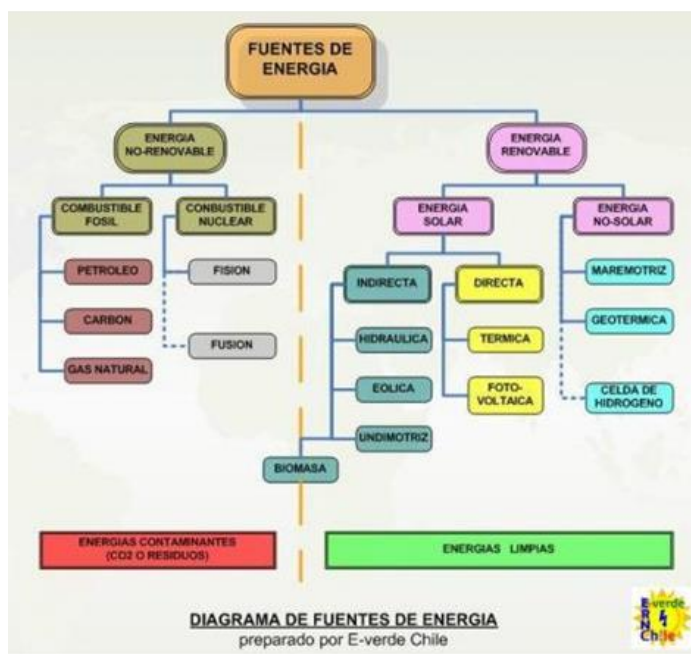 FUENTES DE
ENERGIA
ENERGIA
NO-RENOVABLE
ENERGIA
RENOVABLE
COMBUSTIBLE
FOSIL
CONBUSTIBLE
NUCLEAR
ENERGIA
SOLAR
ENERGIA
NO-SOLAR
PETROLEO
FISION
INDIRECTA
DIRECTA
MAREMOTRIZ
CARBON
FUSION
HIDRAULICA
TERMICA
GEOTERMICA
GAS NATURAL
EOLICA
FOTO-
VOLTAICA
CELDA DE
HIDROGENO
UNDIMOTRIZ
BIOMASA
ENERGIAS CONTAMINANTES
(CO2 O RESIDUOS)
ENERGIAS LIMPIAS
DIAGRAMA DE FUENTES DE ENERGIA
preparado por E-verde Chile
E-verde
ERNC
Chile